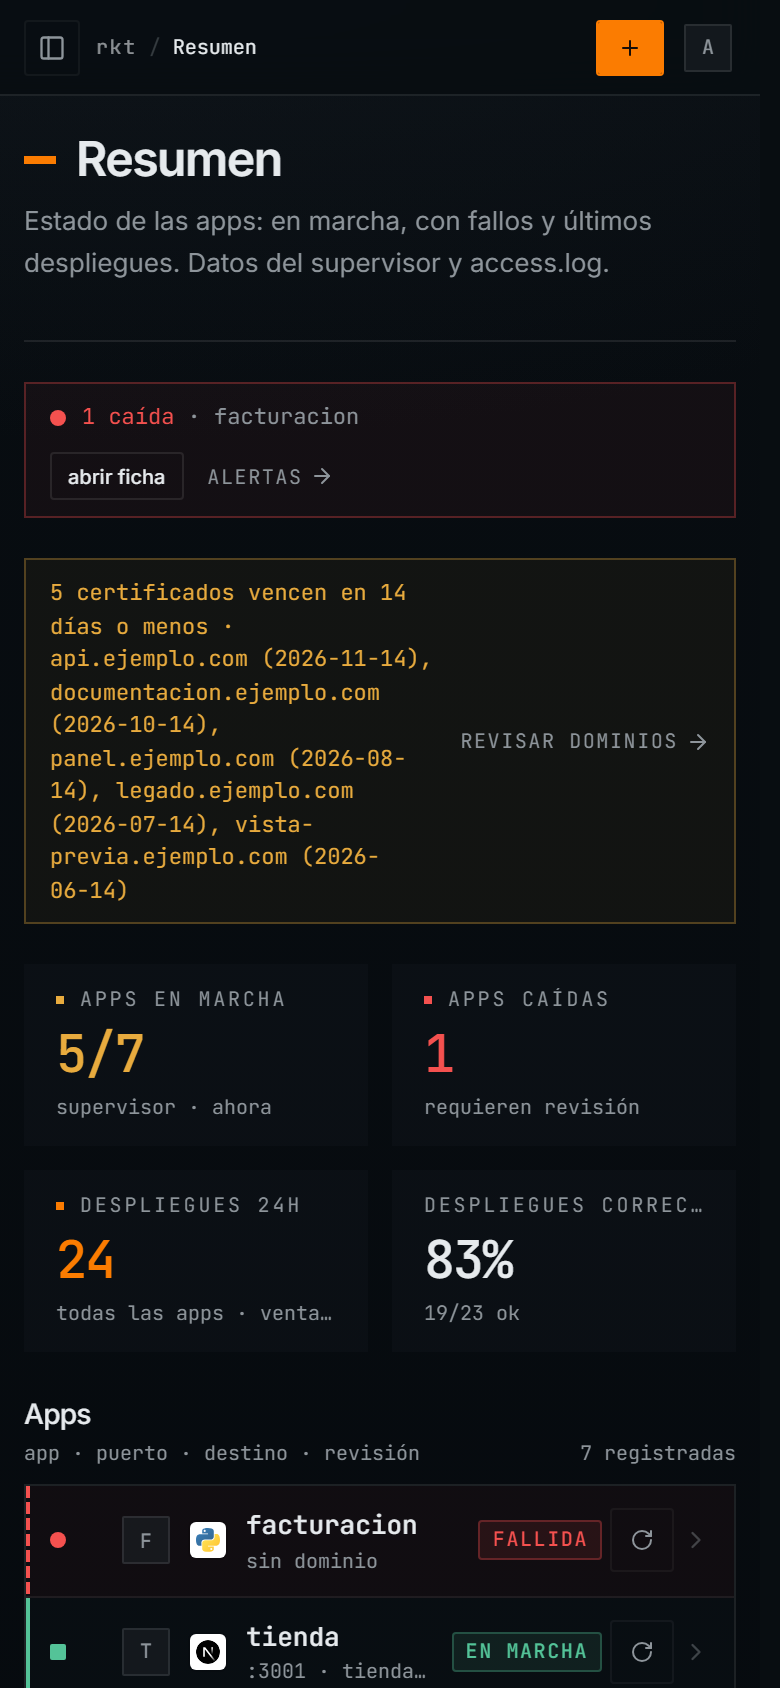 rkt / Resumen
+
A
Resumen
Estado de las apps: en marcha, con fallos y últimos
despliegues. Datos del supervisor y access.log.
1 caída · facturacion
abrir ficha
ALERTAS →
5 certificados vencen en 14
días o menos ·
api.ejemplo.com (2026-11-14),
documentacion.ejemplo.com
(2026-10-14),
panel.ejemplo.com (2026-08-
14), legado.ejemplo.com
(2026-07-14), vista-
previa.ejemplo.com (2026-
06-14)
REVISAR DOMINIOS →
APPS EN MARCHA
5/7
supervisor · ahora
APPS CAÍDAS
1
requieren revisión
DESPLIEGUES 24H
24
todas las apps · venta…
DESPLIEGUES CORREC…
83%
19/23 ok
Apps
app · puerto · destino · revisión
7 registradas
F
facturacion
sin dominio
FALLIDA
T
N
tienda
:3001 · tienda…
EN MARCHA